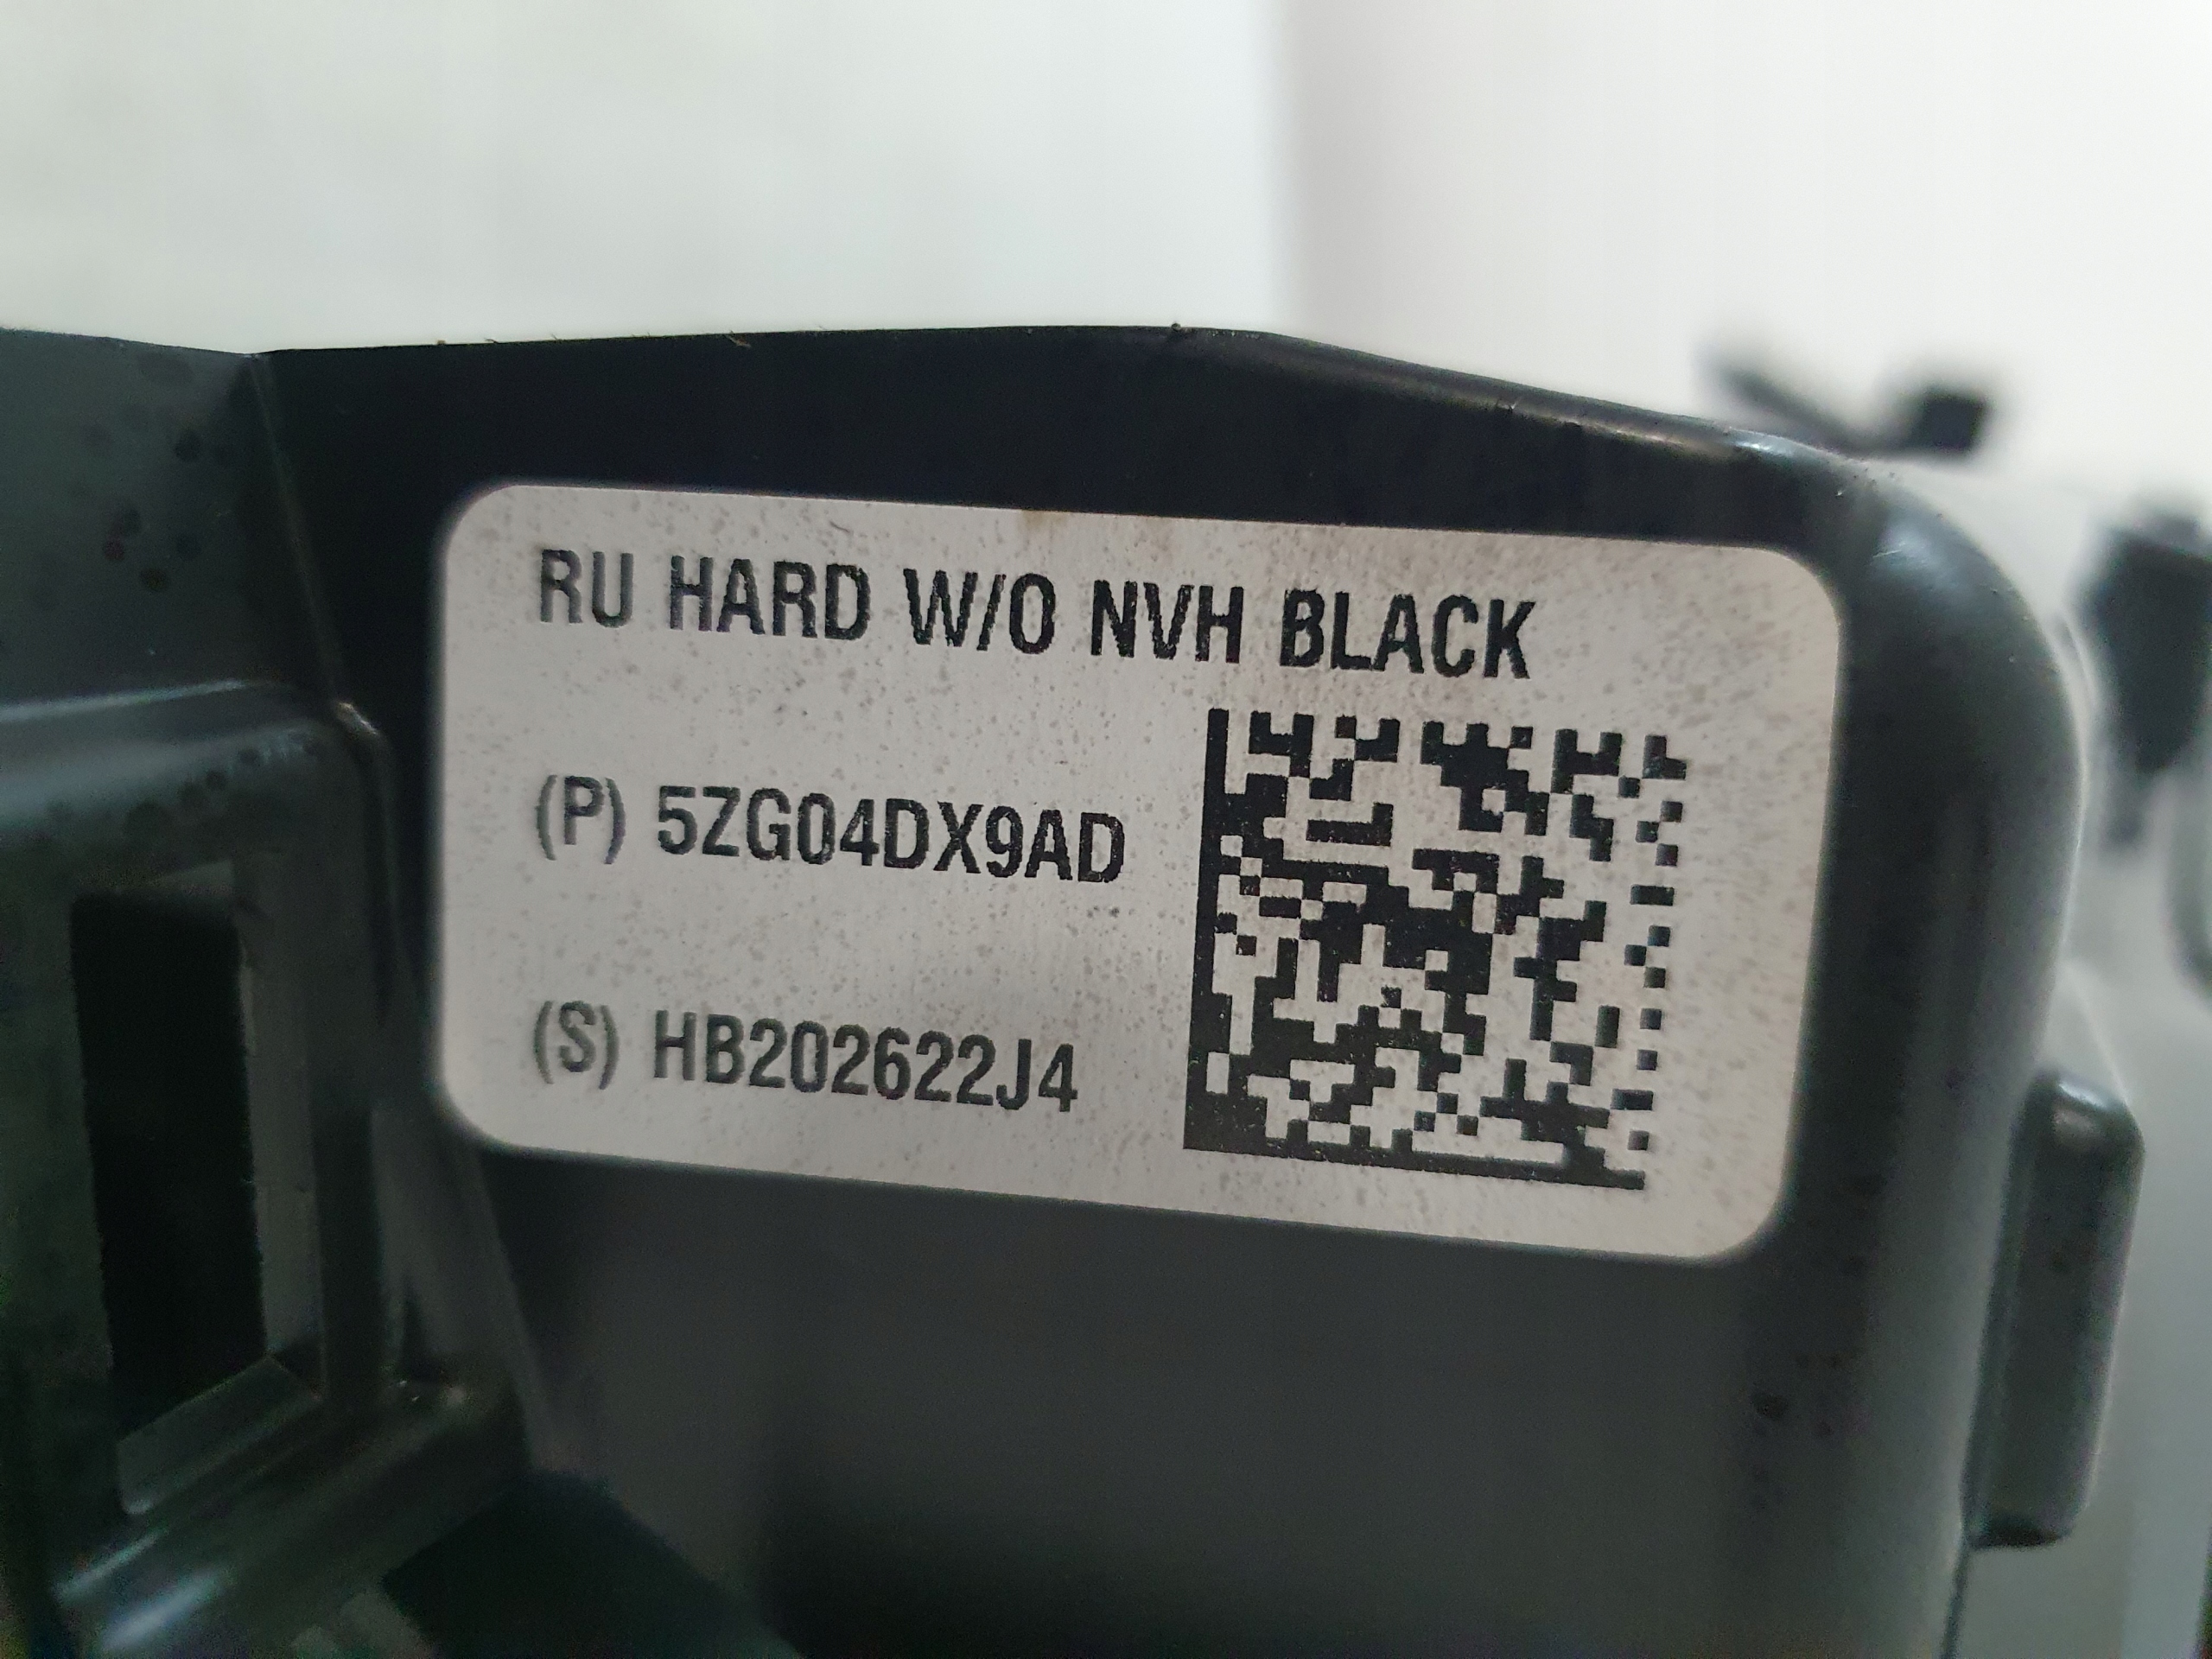 RU HARD W/O NVH BLACK
(P) 5ZG04DX9AD
(S) HB202622J4